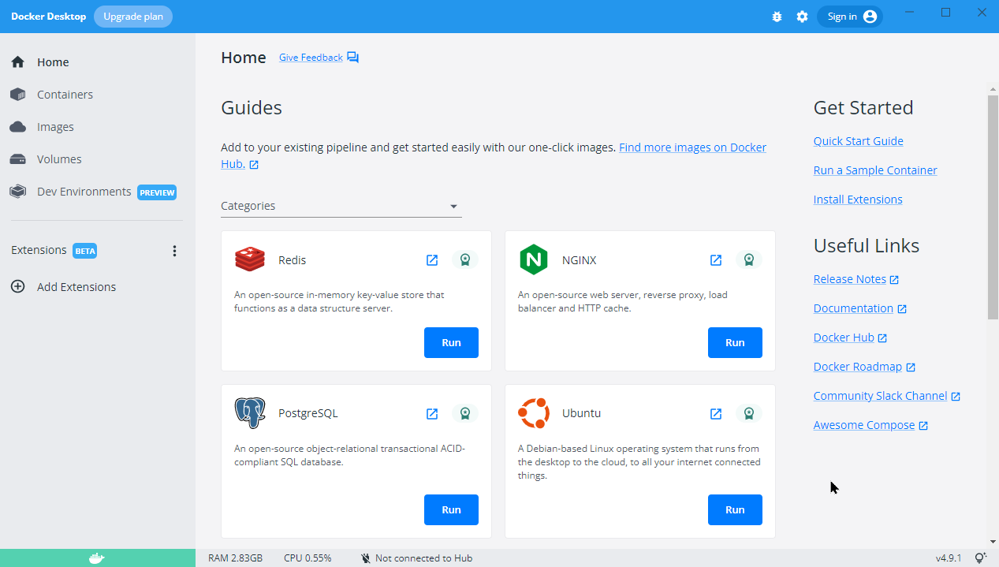 Docker Desktop
Upgrade plan
Sign in
Home
Containers
Images
Volumes
Dev Environments PREVIEW
Extensions BETA
Add Extensions
Home Give Feedback
Guides
Add to your existing pipeline and get started easily with our one-click images. Find more images on Docker
Hub.
Categories
Redis
An open-source in-memory key-value store that
functions as a data structure server.
Run
NGINX
An open-source web server, reverse proxy, load
balancer and HTTP cache.
Run
PostgreSQL
An open-source object-relational transactional ACID-
compliant SQL database.
Run
Ubuntu
A Debian-based Linux operating system that runs from
the desktop to the cloud, to all your internet connected
things.
Run
Get Started
Quick Start Guide
Run a Sample Container
Install Extensions
Useful Links
Release Notes
Documentation
Docker Hub
Docker Roadmap
Community Slack Channel
Awesome Compose
RAM 2.83GB CPU 0.55% Not connected to Hub v4.9.1